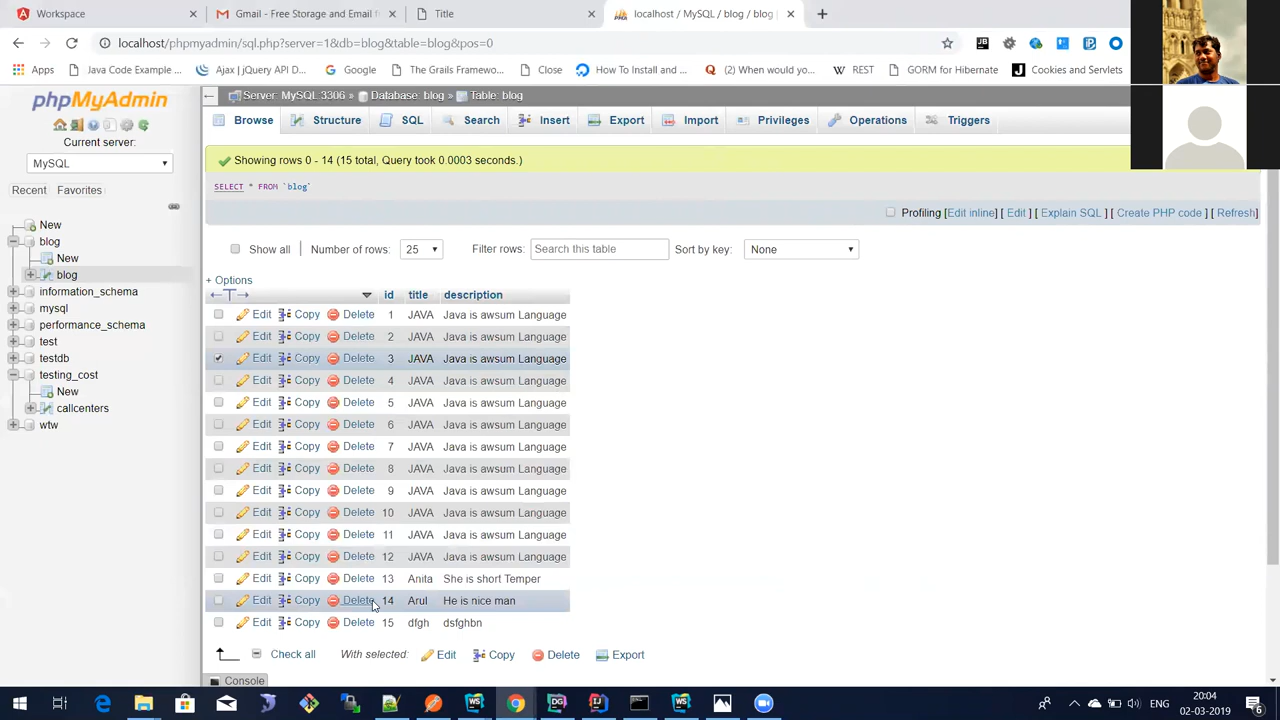 Workspace
Gmail - Free Storage and Email f
Title
localhost / MySQL / blog / blog
localhost/phpmyadmin/sql.php?server=1&db=blog&table=blog&pos=0
Apps Java Code Example ... Ajax | jQuery API D... Google The Grails Framewo... Close How To Install and ... (2) When would yo... REST GORM for Hibernate Cookies and Servlets
phpMyAdmin
Current server:
MySQL
Recent Favorites
New
blog
New
blog
information_schema
mysql
performance_schema
test
testdb
testing_cost
New
callcenters
wtw
Server: MySQL:3306 » Database: blog » Table: blog
Browse Structure SQL Search Insert Export Import Privileges Operations Triggers
Showing rows 0 - 14 (15 total, Query took 0.0003 seconds.)
SELECT * FROM `blog`
Profiling [Edit inline] [ Edit ] [ Explain SQL ] [ Create PHP code ] [ Refresh]
Show all Number of rows: 25 Filter rows: Search this table Sort by key: None
+ Options
id title description
Edit Copy Delete 1 JAVA Java is awsum Language
Edit Copy Delete 2 JAVA Java is awsum Language
Edit Copy Delete 3 JAVA Java is awsum Language
Edit Copy Delete 4 JAVA Java is awsum Language
Edit Copy Delete 5 JAVA Java is awsum Language
Edit Copy Delete 6 JAVA Java is awsum Language
Edit Copy Delete 7 JAVA Java is awsum Language
Edit Copy Delete 8 JAVA Java is awsum Language
Edit Copy Delete 9 JAVA Java is awsum Language
Edit Copy Delete 10 JAVA Java is awsum Language
Edit Copy Delete 11 JAVA Java is awsum Language
Edit Copy Delete 12 JAVA Java is awsum Language
Edit Copy Delete 13 Anita She is short Temper
Edit Copy Delete 14 Arul He is nice man
Edit Copy Delete 15 dfgh dsfghbn
Check all With selected: Edit Copy Delete Export
Console
ENG
20:04
02-03-2019
6